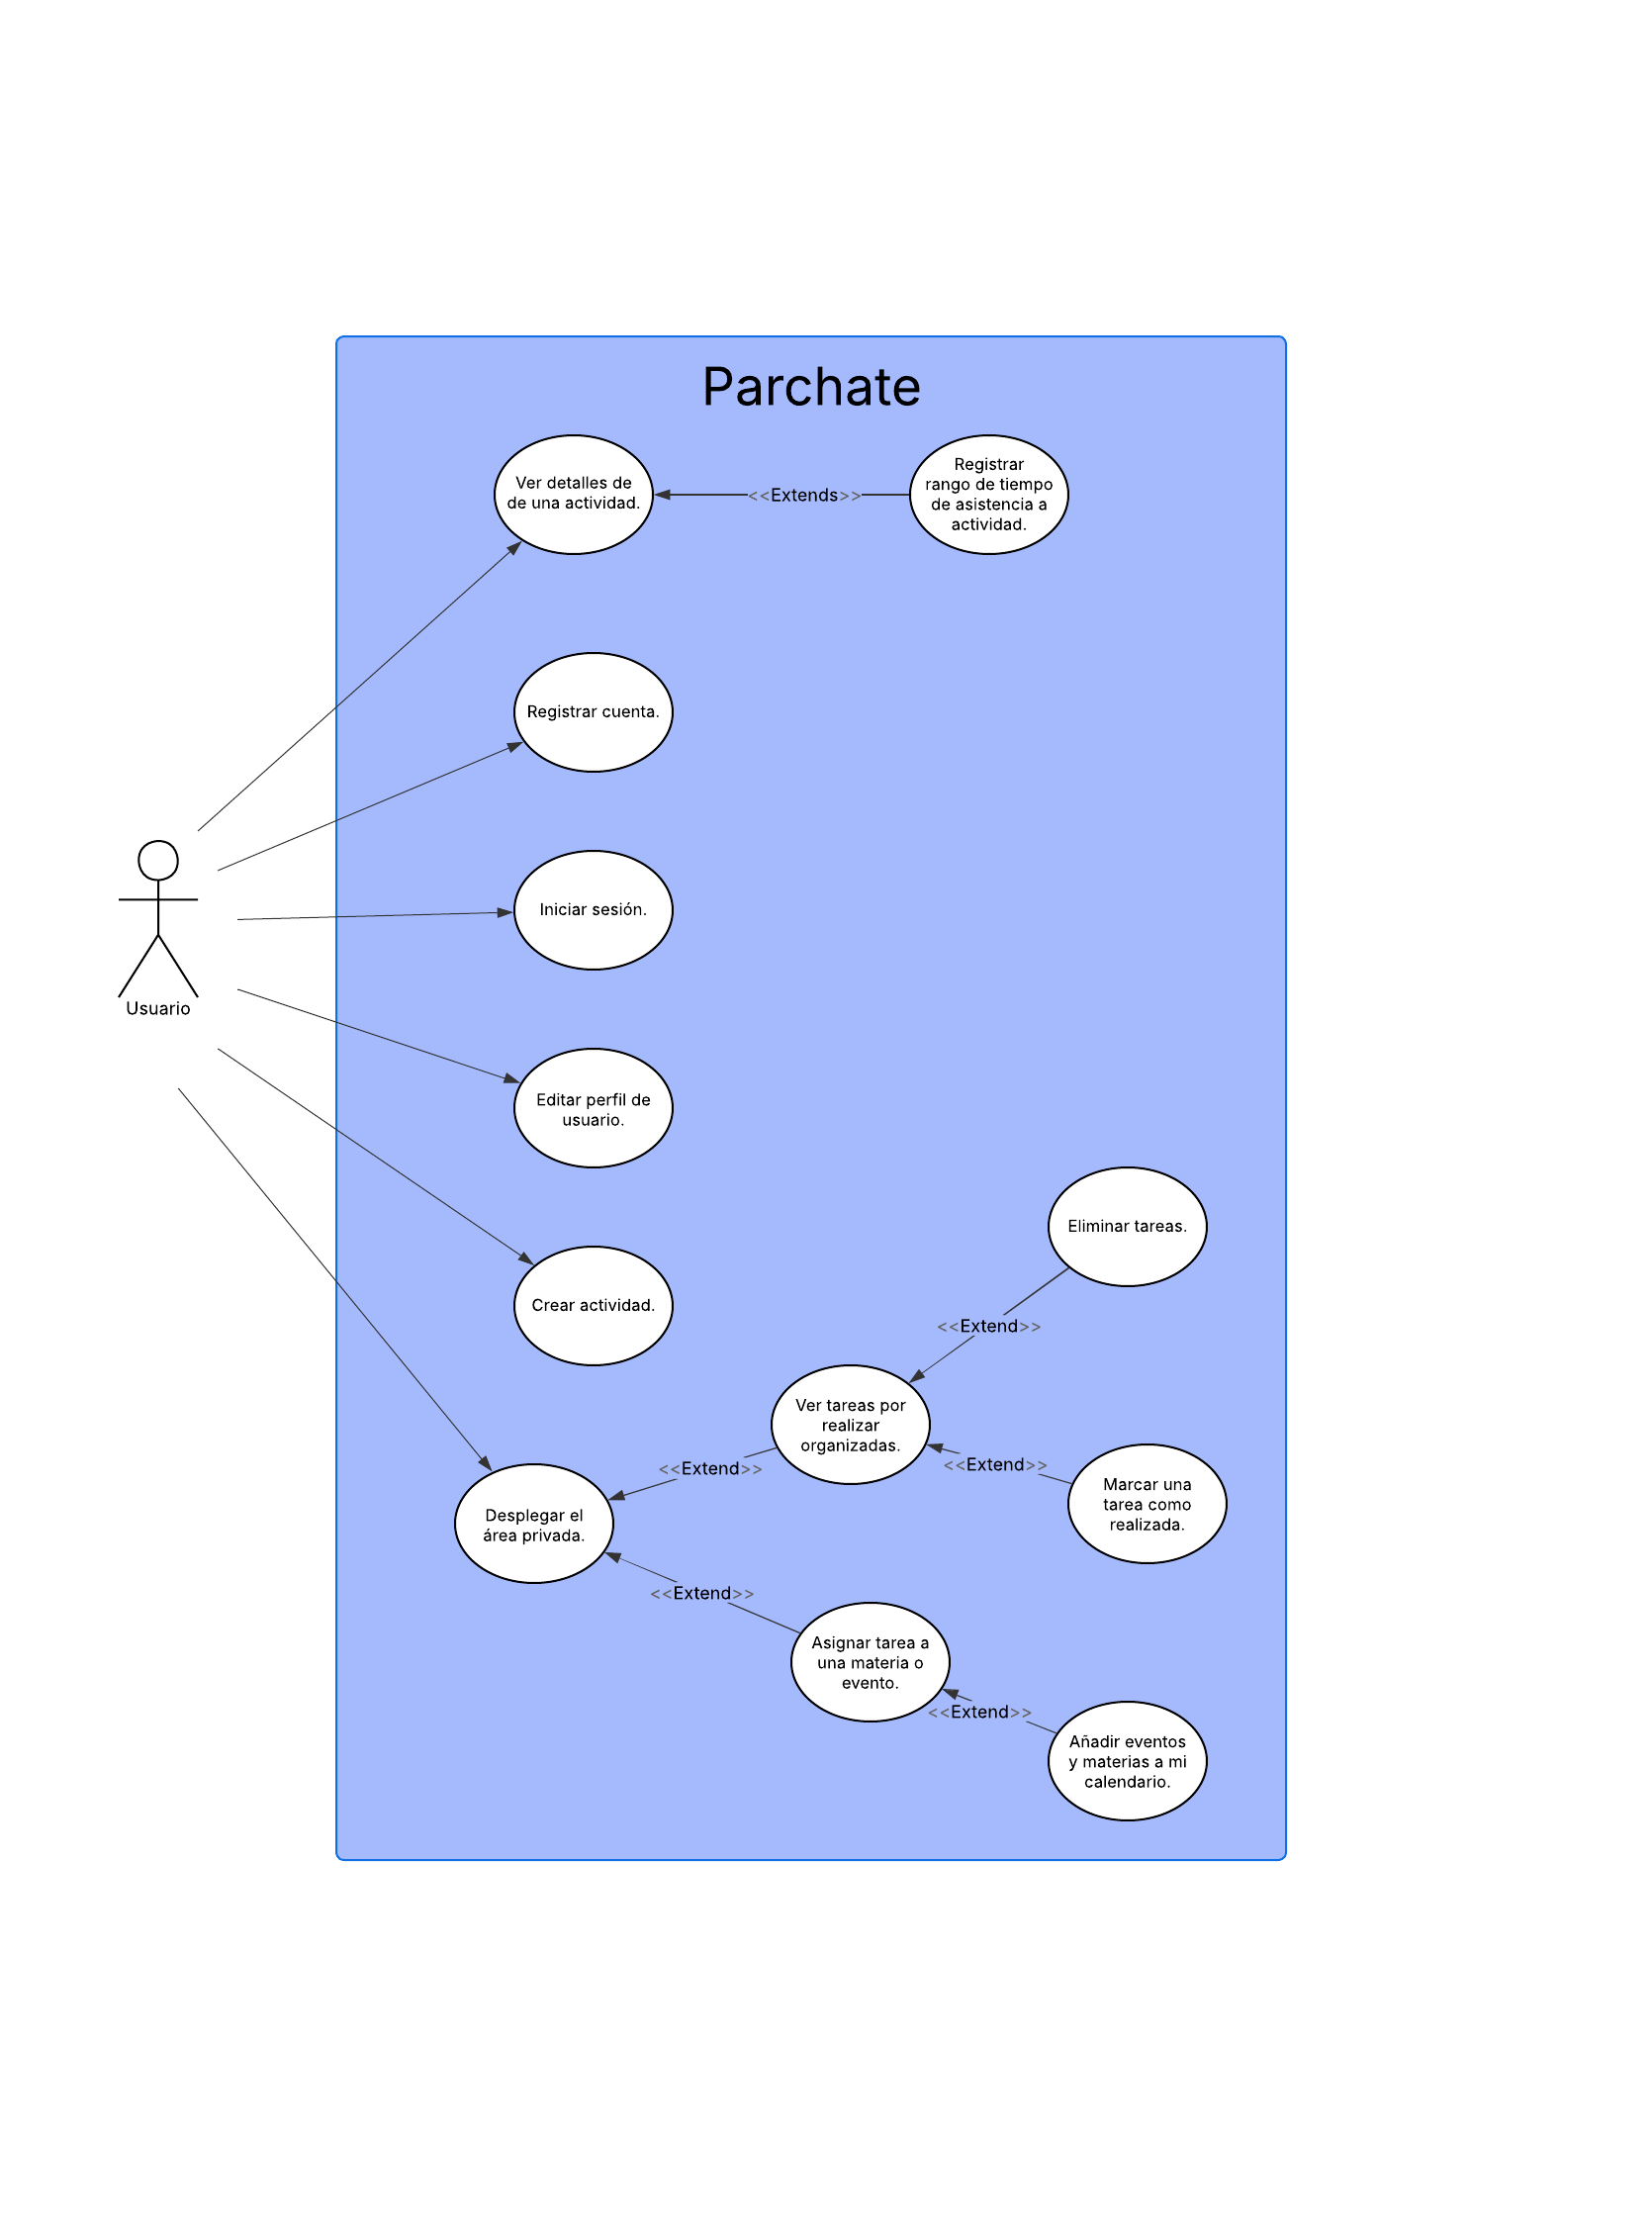 Parchate
Ver detalles de
de una actividad.
<<Extends>>
Registrar
rango de tiempo
de asistencia a
actividad.
Registrar cuenta.
Iniciar sesión.
Usuario
Editar perfil de
usuario.
Eliminar tareas.
Crear actividad.
<<Extend>>
Ver tareas por
realizar
organizadas.
<<Extend>>
<<Extend>>
Marcar una
tarea como
realizada.
Desplegar el
área privada.
<<Extend>>
Asignar tarea a
una materia o
evento.
<<Extend>>
Añadir eventos
y materias a mi
calendario.